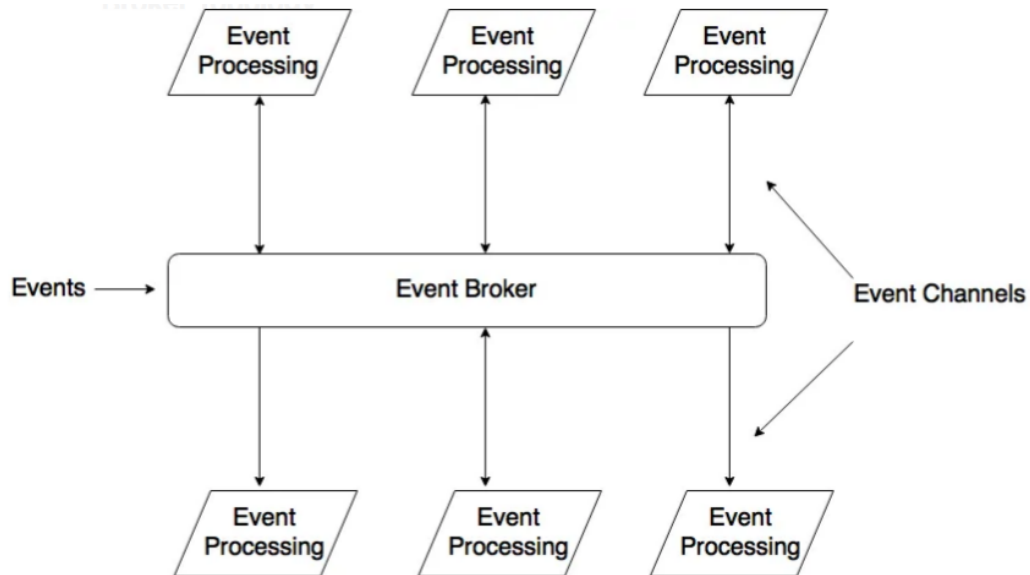 Event
Processing
Event
Processing
Event
Processing
Events
Event Broker
Event Channels
Event
Processing
Event
Processing
Event
Processing